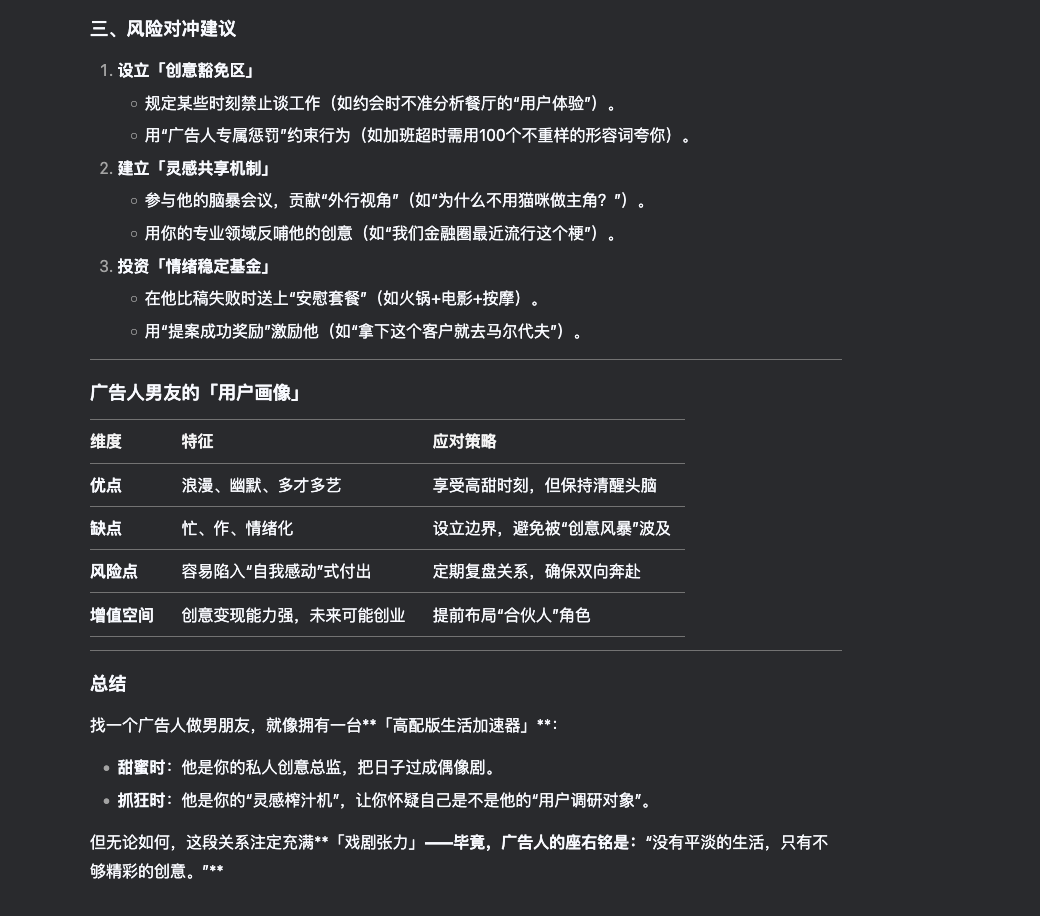 三、风险对冲建议
1. 设立「创意豁免区」
○ 规定某些时刻禁止谈工作（如约会时不准分析餐厅的“用户体验”）。
○ 用“广告人专属惩罚”约束行为（如加班超时需用100个不重样的形容词夸你）。
2. 建立「灵感共享机制」
○ 参与他的脑暴会议，贡献“外行视角”（如“为什么不用猫咪做主角？”）。
○ 用你的专业领域反哺他的创意（如“我们金融圈最近流行这个梗”）。
3. 投资「情绪稳定基金」
○ 在他比稿失败时送上“安慰套餐”（如火锅+电影+按摩）。
○ 用“提案成功奖励”激励他（如“拿下这个客户就去马尔代夫”）。
广告人男友的「用户画像」
维度 特征 应对策略
优点 浪漫、幽默、多才多艺 享受高甜时刻，但保持清醒头脑
缺点 忙、作、情绪化 设立边界，避免被“创意风暴”波及
风险点 容易陷入“自我感动”式付出 定期复盘关系，确保双向奔赴
增值空间 创意变现能力强，未来可能创业 提前布局“合伙人”角色
总结
找一个广告人做男朋友，就像拥有一台**「高配版生活加速器」**：
• 甜蜜时：他是你的私人创意总监，把日子过成偶像剧。
• 抓狂时：他是你的“灵感榨汁机”，让你怀疑自己是不是他的“用户调研对象”。
但无论如何，这段关系注定充满**「戏剧张力」——毕竟，广告人的座右铭是：“没有平淡的生活，只有不
够精彩的创意。”**